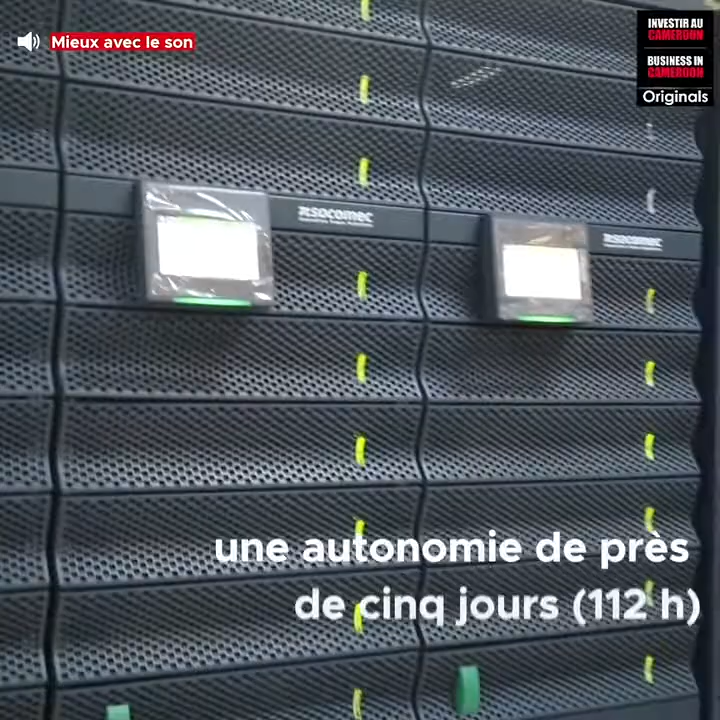 Mieux avec le son
INVESTIR AU
CAMEROON
BUSINESS IN
CAMEROON
Originals
socomec
socomec
une autonomie de près
de cinq jours (112 h)